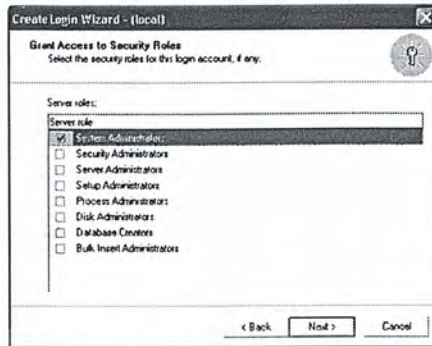 Create Login Wizard - (local)
Grant Access to Security Roles
Select the security roles for this login account, if any.
Server roles:
Server role
System Administrators
Security Administrators
Server Administrators
Setup Administrators
Process Administrators
Disk Administrators
Database Creators
Bulk Insert Administrators
< Back Next > Cancel